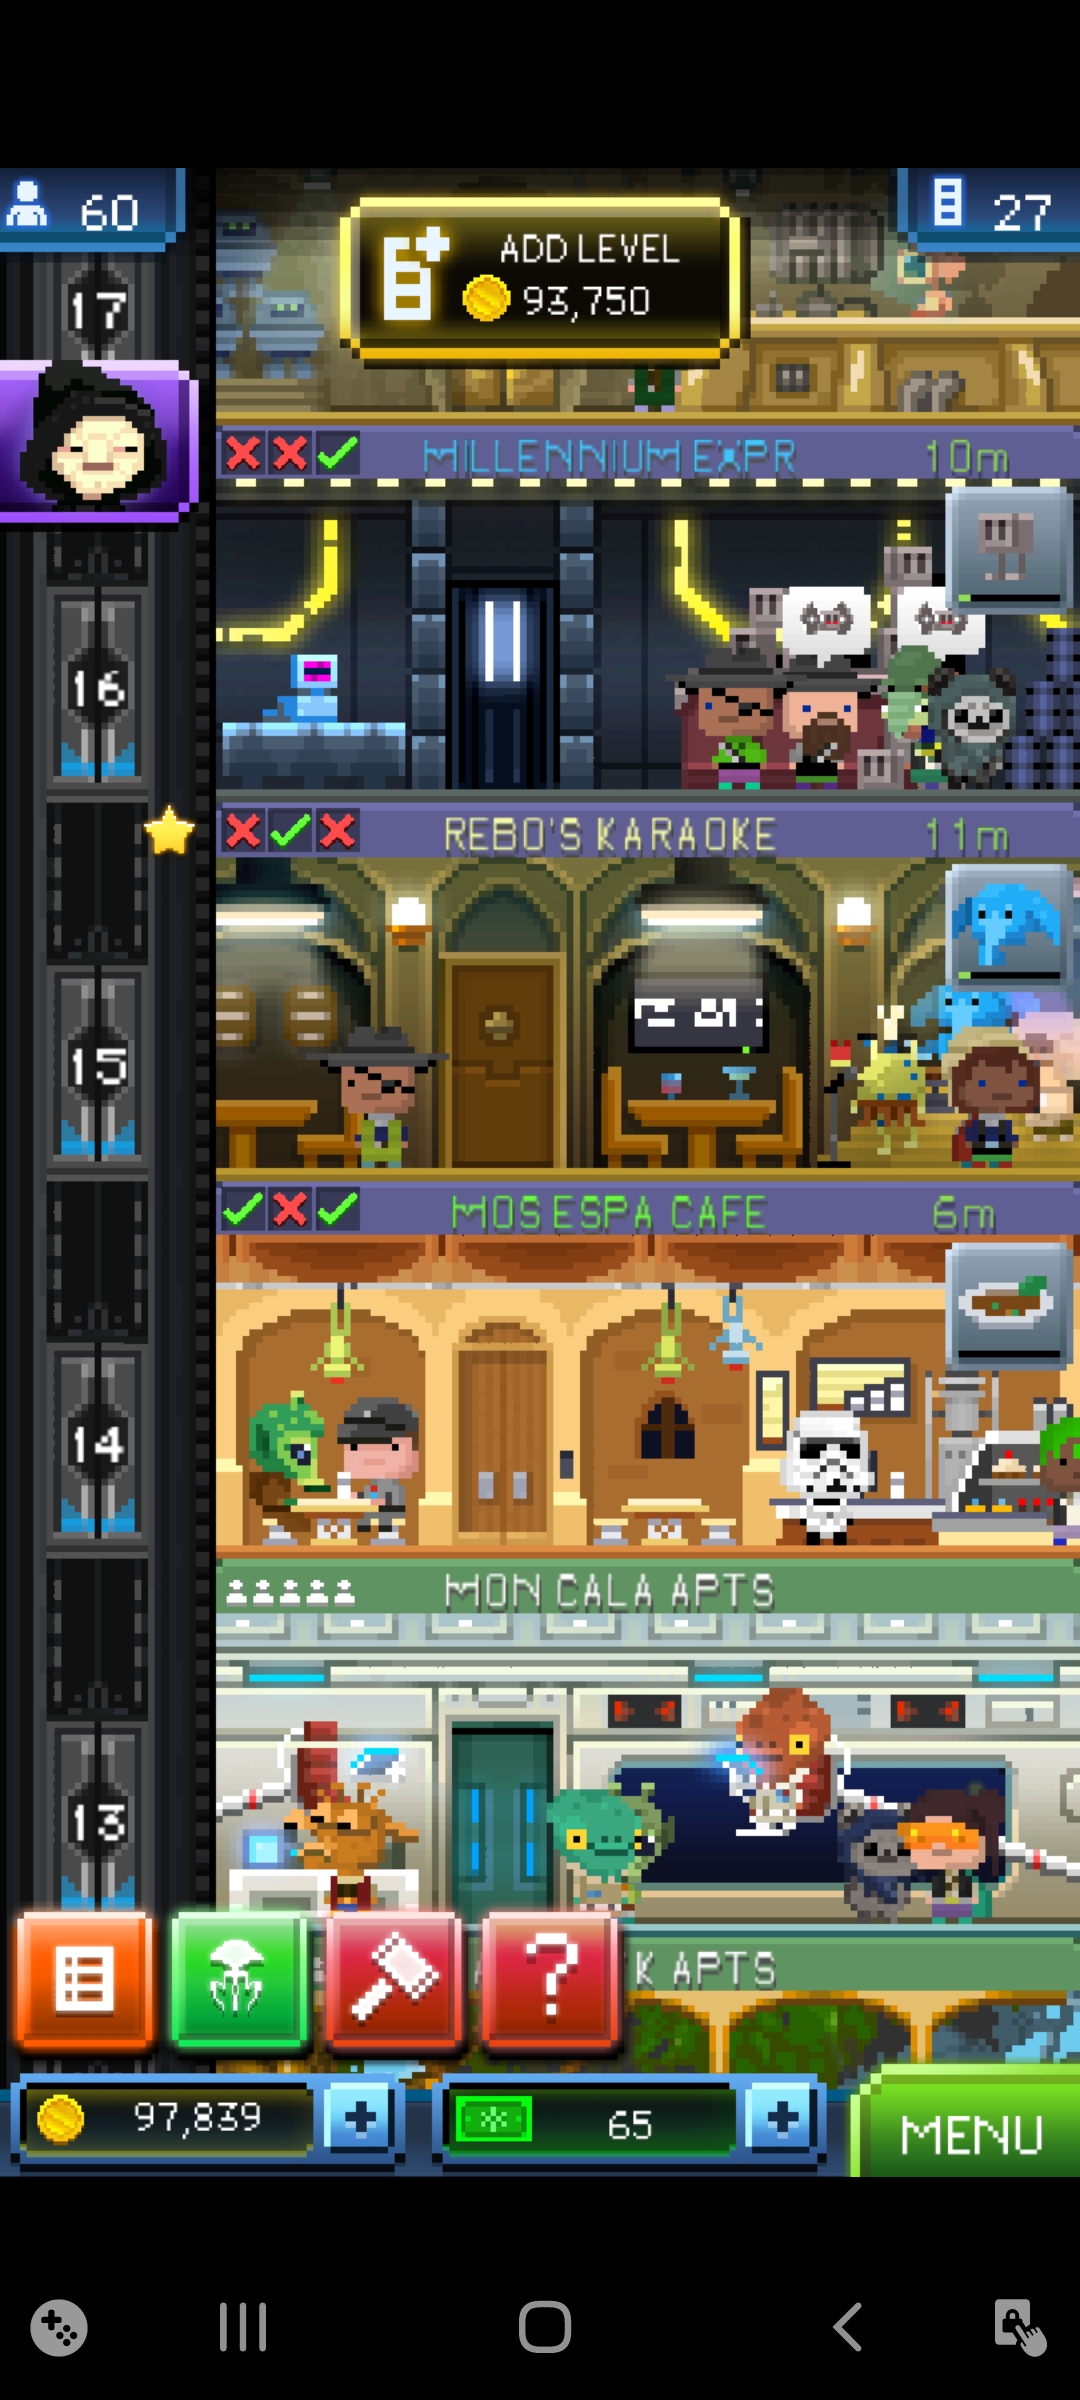 60
ADD LEVEL
93,750
27
17
MILLENNIUM EXPR
10m
16
REBO'S KARAOKE
11m
15
MOS ESPA CAFE
6m
14
MON CALA APTS
13
K APTS
?
97,839
+
65
+
MENU